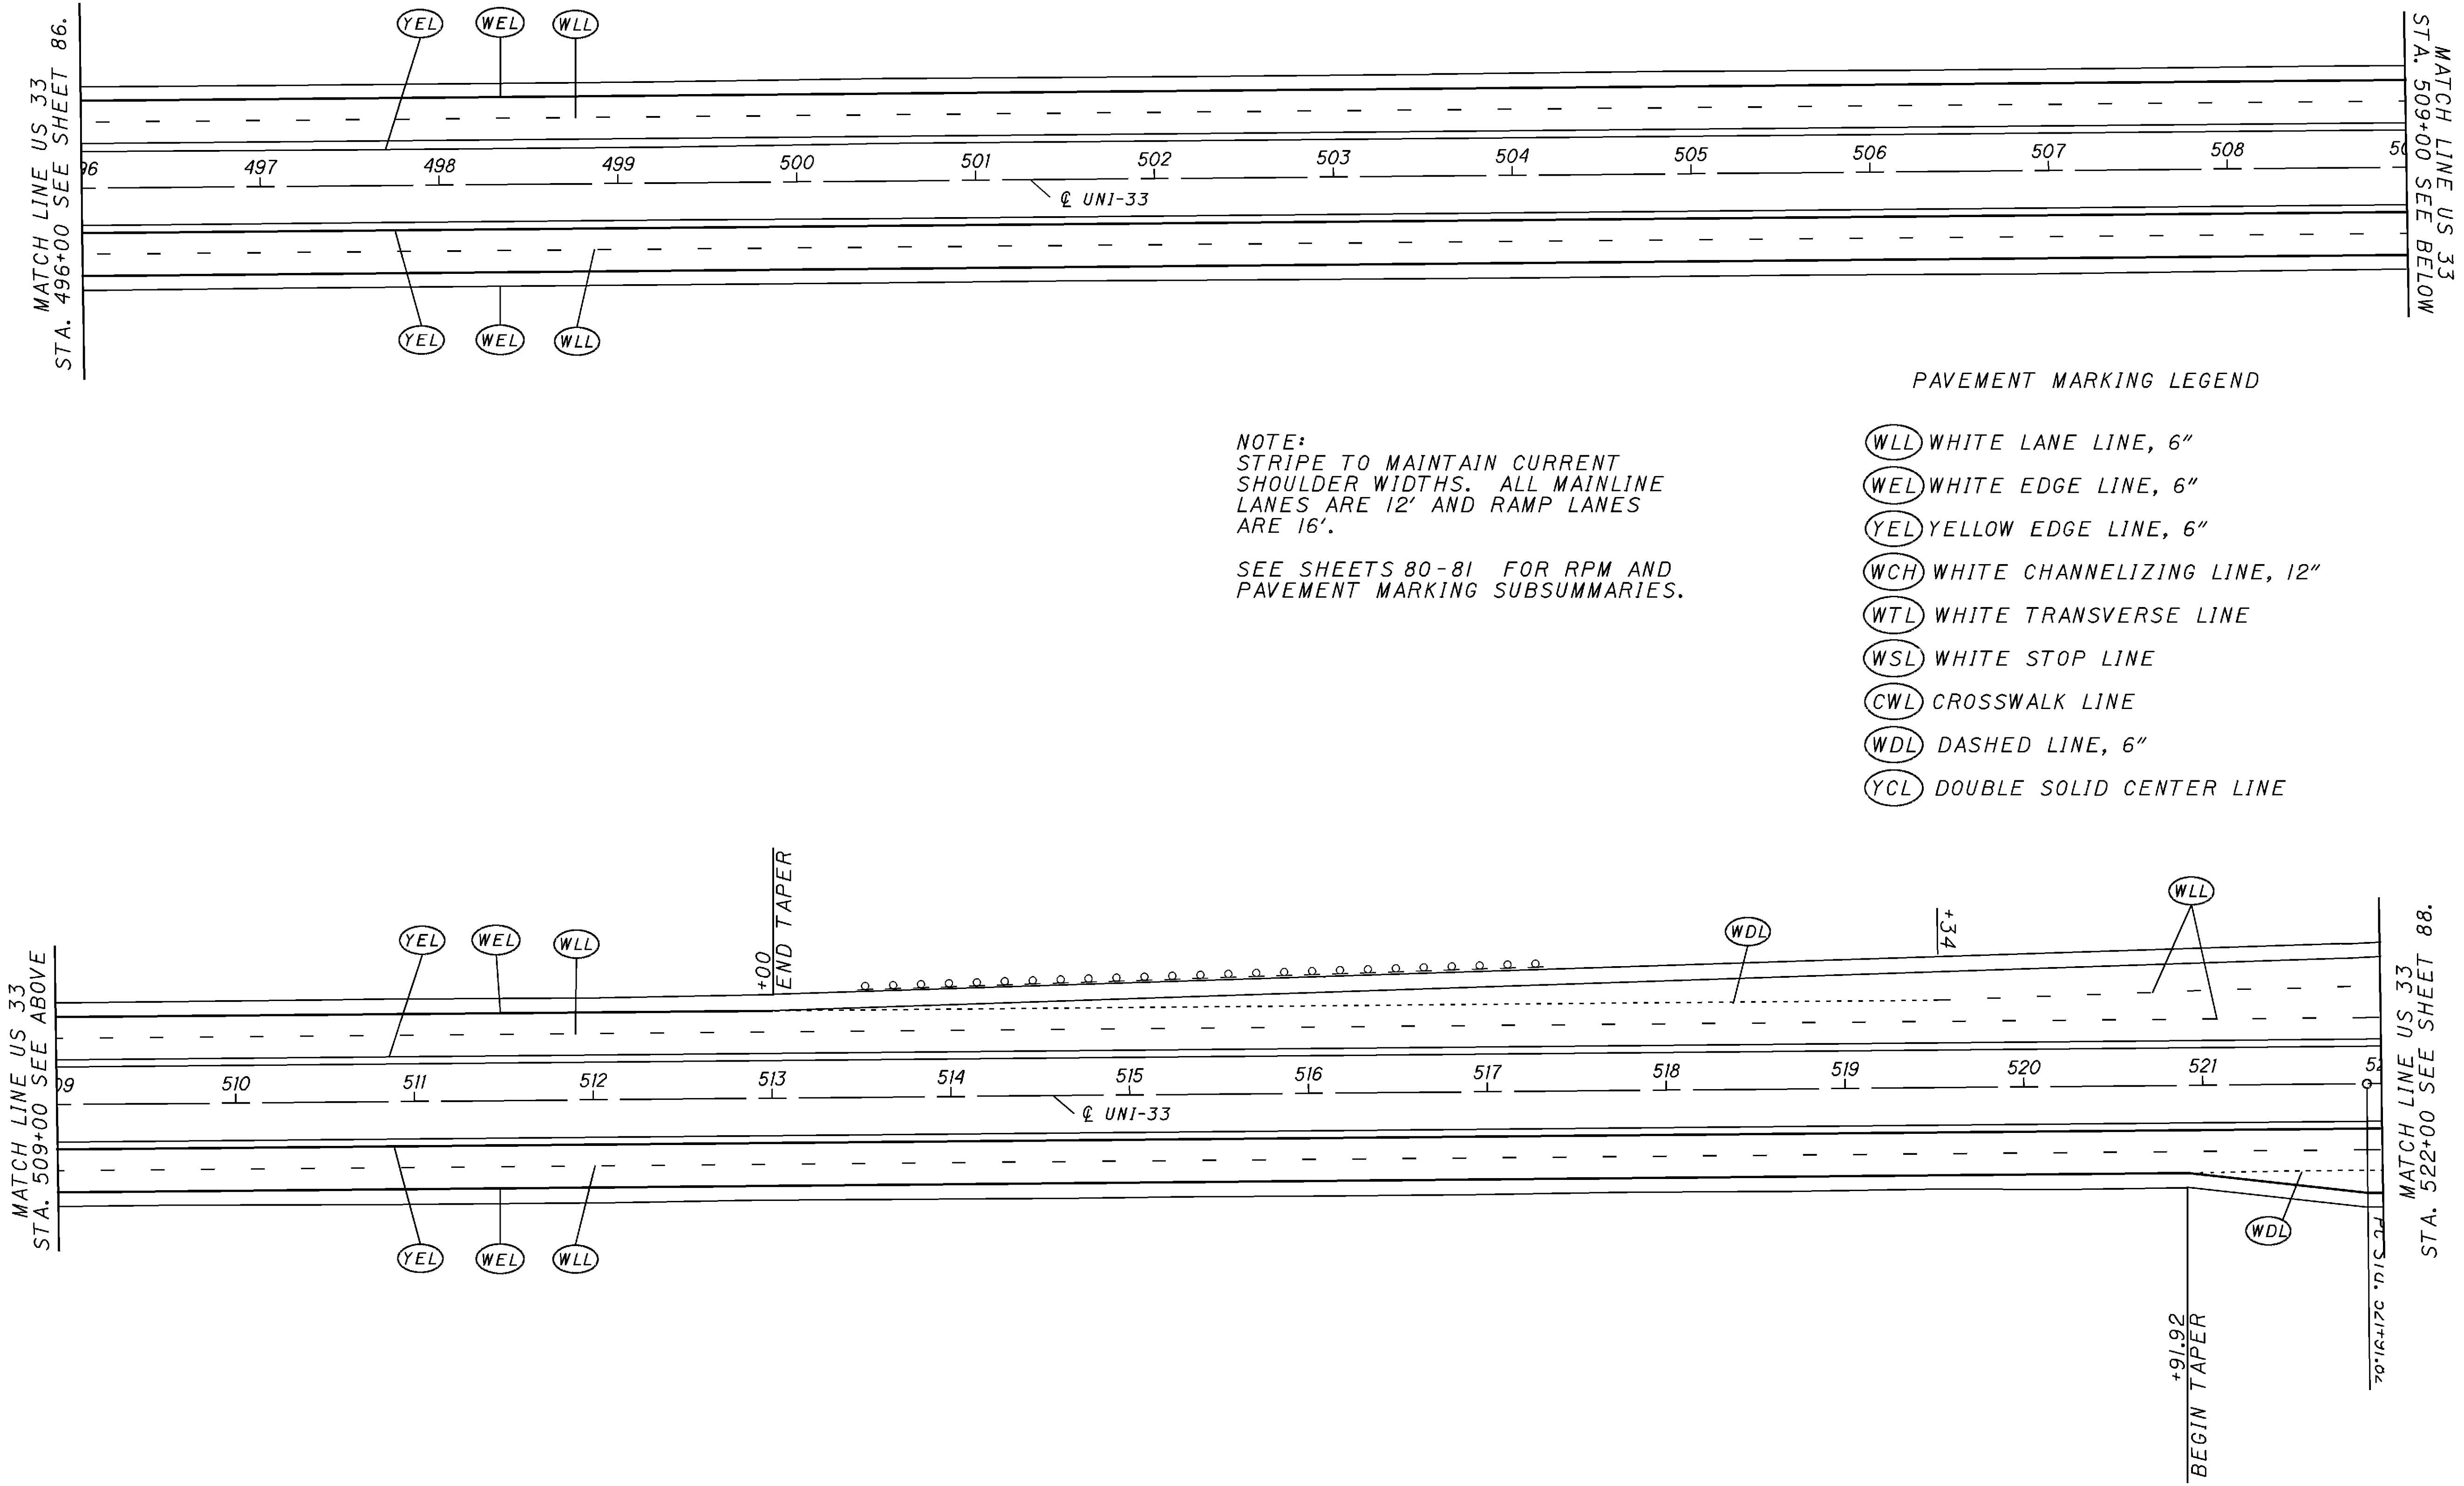 YEL WEL WLL
MATCH LINE US 33
STA. 496+00 SEE SHEET 86.
96 497 498 499 500 501 502 503 504 505 506 507 508 50
℄ UNI-33
MATCH LINE US 33
STA. 509+00 SEE BELOW
YEL WEL WLL
NOTE:
STRIPE TO MAINTAIN CURRENT
SHOULDER WIDTHS. ALL MAINLINE
LANES ARE 12' AND RAMP LANES
ARE 16'.
SEE SHEETS 80-81 FOR RPM AND
PAVEMENT MARKING SUBSUMMARIES.
PAVEMENT MARKING LEGEND
WLL WHITE LANE LINE, 6"
WEL WHITE EDGE LINE, 6"
YEL YELLOW EDGE LINE, 6"
WCH WHITE CHANNELIZING LINE, 12"
WTL WHITE TRANSVERSE LINE
WSL WHITE STOP LINE
CWL CROSSWALK LINE
WDL DASHED LINE, 6"
YCL DOUBLE SOLID CENTER LINE
+00
END TAPER
YEL WEL WLL WDL +34 WLL
MATCH LINE US 33
STA. 509+00 SEE ABOVE
09 510 511 512 513 514 515 516 517 518 519 520 521 52
℄ UNI-33
MATCH LINE US 33
STA. 522+00 SEE SHEET 88.
YEL WEL WLL WDL
+91.92
BEGIN TAPER